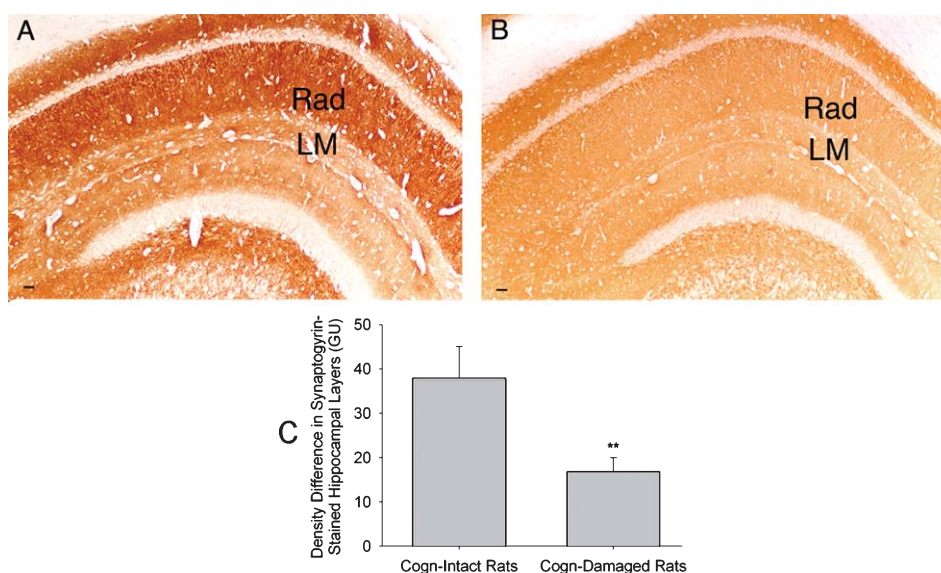 A
B
Rad
LM
Rad
LM
C
Density Difference in Synaptogyrin-
Stained Hippocampal Layers (GU)
50
40
30
20
10
0
**
Cogn-Intact Rats
Cogn-Damaged Rats